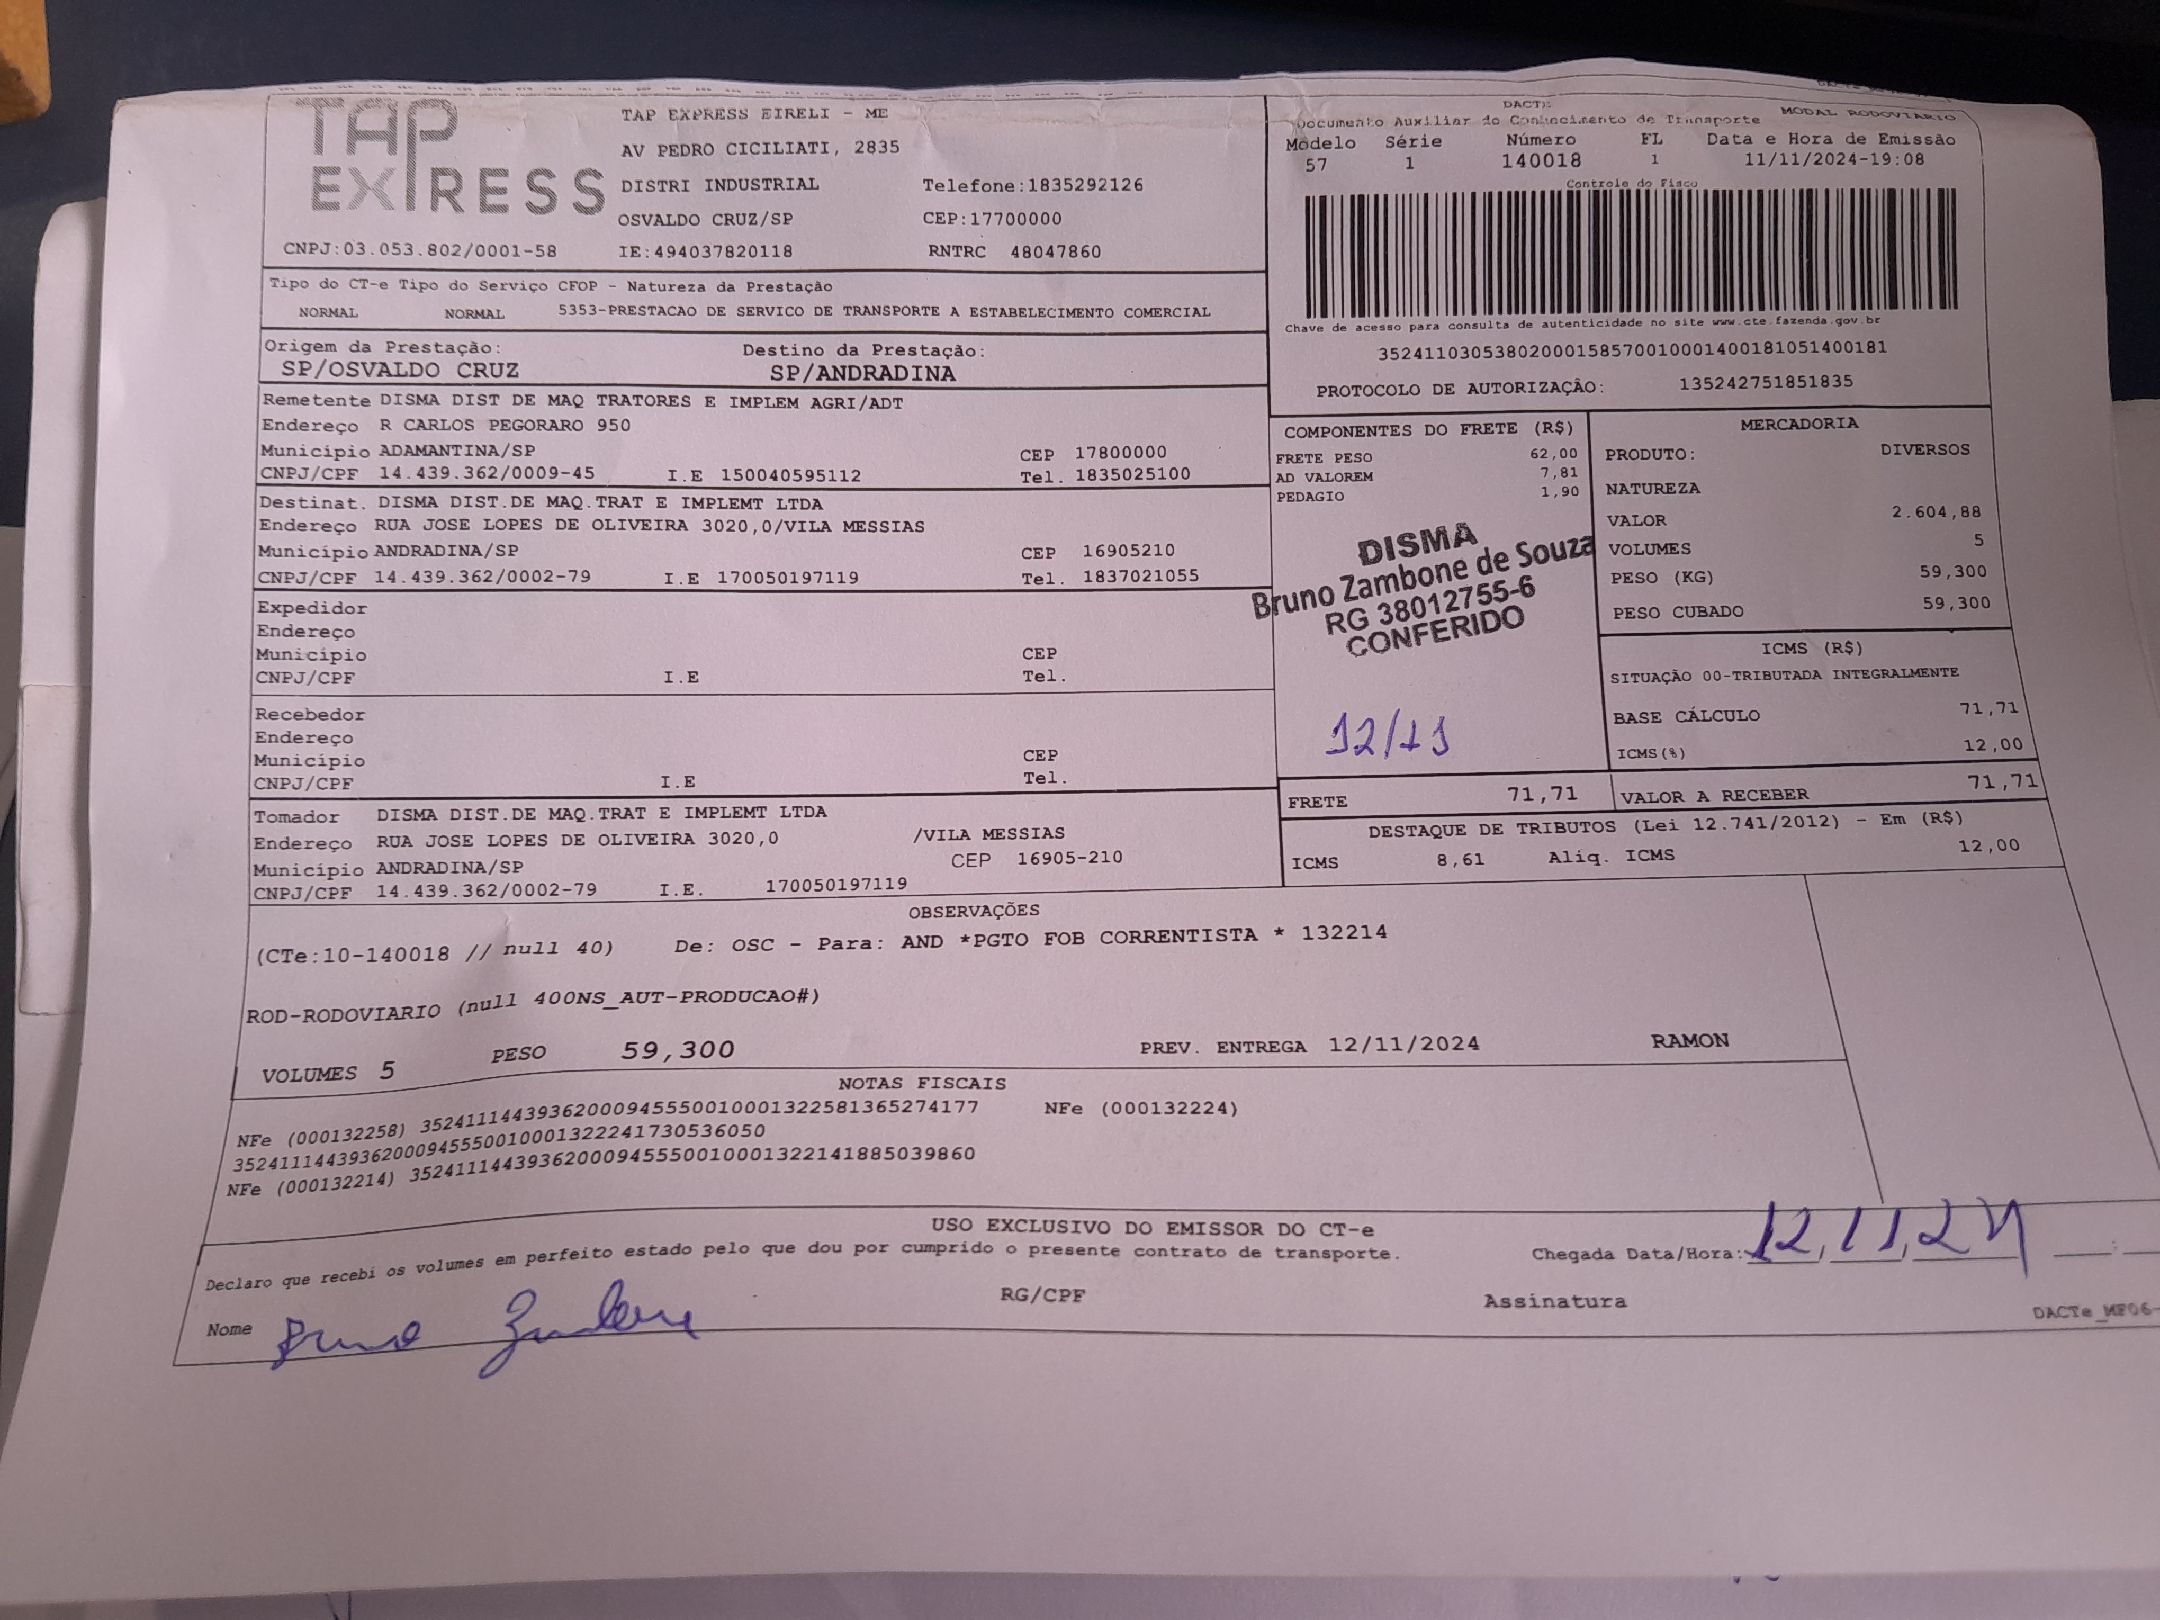 TAP EXPRESS
TAP EXPRESS EIRELI - ME
AV PEDRO CICILIATI, 2835
DISTRI INDUSTRIAL Telefone:1835292126
OSVALDO CRUZ/SP CEP:17700000
CNPJ:03.053.802/0001-58 IE:494037820118 RNTRC 48047860
DACTE MODAL RODOVIARIO
Documento Auxiliar do Conhecimento de Transporte
Modelo Série Número FL Data e Hora de Emissão
57 1 140018 1 11/11/2024-19:08
Controle do Fisco
Chave de acesso para consulta de autenticidade no site www.cte.fazenda.gov.br
35241103053802000158570010001400181051400181
PROTOCOLO DE AUTORIZAÇÃO: 135242751851835
Tipo do CT-e Tipo do Serviço CFOP - Natureza da Prestação
NORMAL NORMAL 5353-PRESTACAO DE SERVICO DE TRANSPORTE A ESTABELECIMENTO COMERCIAL
Origem da Prestação: Destino da Prestação:
SP/OSVALDO CRUZ SP/ANDRADINA
Remetente DISMA DIST DE MAQ TRATORES E IMPLEM AGRI/ADT
Endereço R CARLOS PEGORARO 950
Município ADAMANTINA/SP CEP 17800000
CNPJ/CPF 14.439.362/0009-45 I.E 150040595112 Tel. 1835025100
Destinat. DISMA DIST.DE MAQ.TRAT E IMPLEMT LTDA
Endereço RUA JOSE LOPES DE OLIVEIRA 3020,0/VILA MESSIAS
Município ANDRADINA/SP CEP 16905210
CNPJ/CPF 14.439.362/0002-79 I.E 170050197119 Tel. 1837021055
Expedidor
Endereço
Município CEP
CNPJ/CPF I.E Tel.
Recebedor
Endereço
Município CEP
CNPJ/CPF I.E Tel.
Tomador DISMA DIST.DE MAQ.TRAT E IMPLEMT LTDA
Endereço RUA JOSE LOPES DE OLIVEIRA 3020,0 /VILA MESSIAS
Município ANDRADINA/SP CEP 16905-210
CNPJ/CPF 14.439.362/0002-79 I.E. 170050197119
COMPONENTES DO FRETE (R$)
FRETE PESO 62,00
AD VALOREM 7,81
PEDAGIO 1,90
DISMA
Bruno Zambone de Souza
RG 38012755-6
CONFERIDO
12/11
MERCADORIA
PRODUTO: DIVERSOS
NATUREZA
VALOR 2.604,88
VOLUMES 5
PESO (KG) 59,300
PESO CUBADO 59,300
ICMS (R$)
SITUAÇÃO 00-TRIBUTADA INTEGRALMENTE
BASE CÁLCULO 71,71
ICMS(%) 12,00
FRETE 71,71 VALOR A RECEBER 71,71
DESTAQUE DE TRIBUTOS (Lei 12.741/2012) - Em (R$)
ICMS 8,61 Aliq. ICMS 12,00
OBSERVAÇÕES
(CTe:10-140018 // null 40) De: OSC - Para: AND *PGTO FOB CORRENTISTA * 132214
ROD-RODOVIARIO (null 400NS_AUT-PRODUCAO#)
VOLUMES 5 PESO 59,300 PREV. ENTREGA 12/11/2024 RAMON
NOTAS FISCAIS
NFe (000132258) 35241114439362000945550010001322581365274177 NFe (000132224)
35241114439362000945550010001322241730536050
NFe (000132214) 35241114439362000945550010001322141885039860
USO EXCLUSIVO DO EMISSOR DO CT-e
Declaro que recebi os volumes em perfeito estado pelo que dou por cumprido o presente contrato de transporte. Chegada Data/Hora: 12/11/24
Nome Bruno Zambone RG/CPF Assinatura
DACTe_MF06-